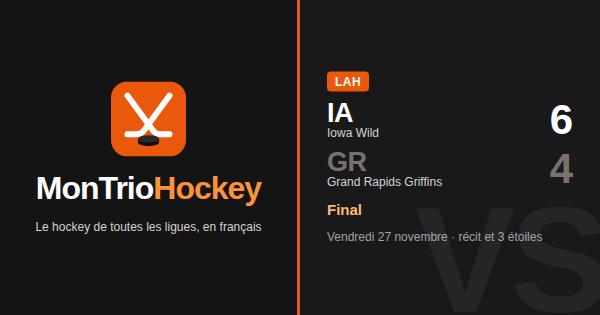 MonTrioHockey
Le hockey de toutes les ligues, en français
LAH
IA 6
Iowa Wild
GR 4
Grand Rapids Griffins
Final
Vendredi 27 novembre · récit et 3 étoiles
VS